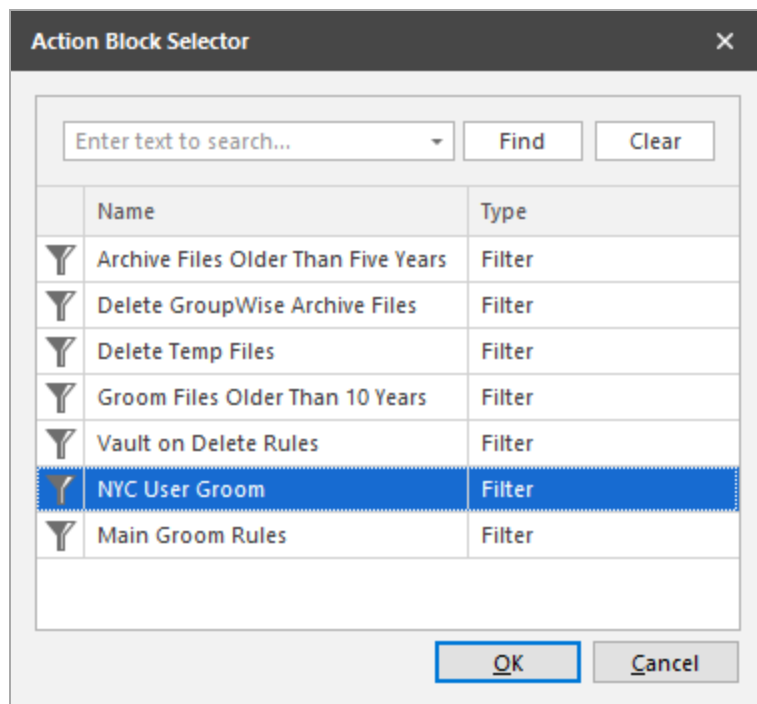 Action Block Selector
Enter text to search... Find Clear
Name Type
Archive Files Older Than Five Years Filter
Delete GroupWise Archive Files Filter
Delete Temp Files Filter
Groom Files Older Than 10 Years Filter
Vault on Delete Rules Filter
NYC User Groom Filter
Main Groom Rules Filter
OK Cancel